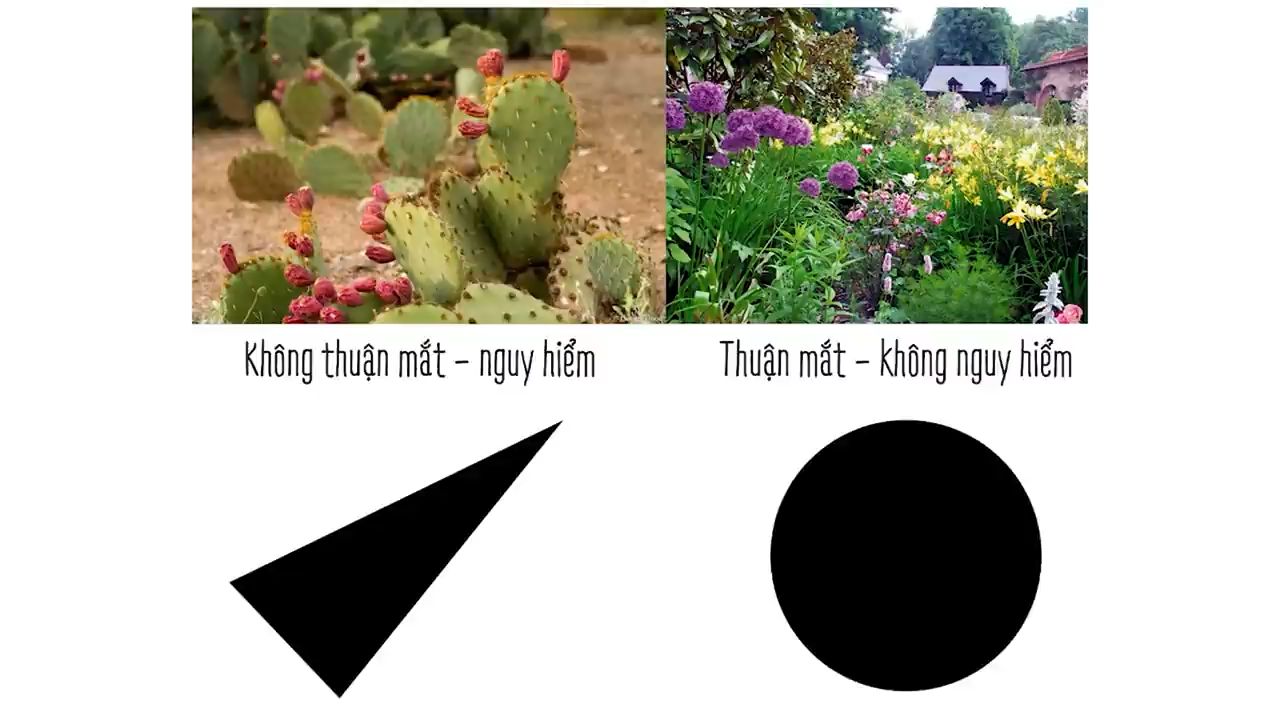 Không thuận mắt – nguy hiểm
Thuận mắt – không nguy hiểm